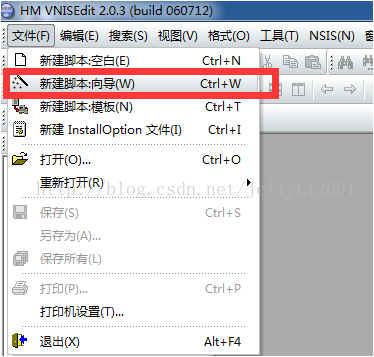 HM VNISEdit 2.0.3 (build 060712)
文件(F) 编辑(E) 搜索(S) 视图(V) 格式(O) 工具(T) NSIS(N)
新建脚本:空白(E) Ctrl+N
新建脚本:向导(W) Ctrl+W
新建脚本:模板(N) Ctrl+T
新建 InstallOption 文件(I) Ctrl+I
打开(O)... Ctrl+O
重新打开(R)
http://blog.csdn.net/jellyli2091
保存(S) Ctrl+S
另存为(A)...
保存所有(L)
打印(P)... Ctrl+P
打印机设置(T)...
退出(X) Alt+F4